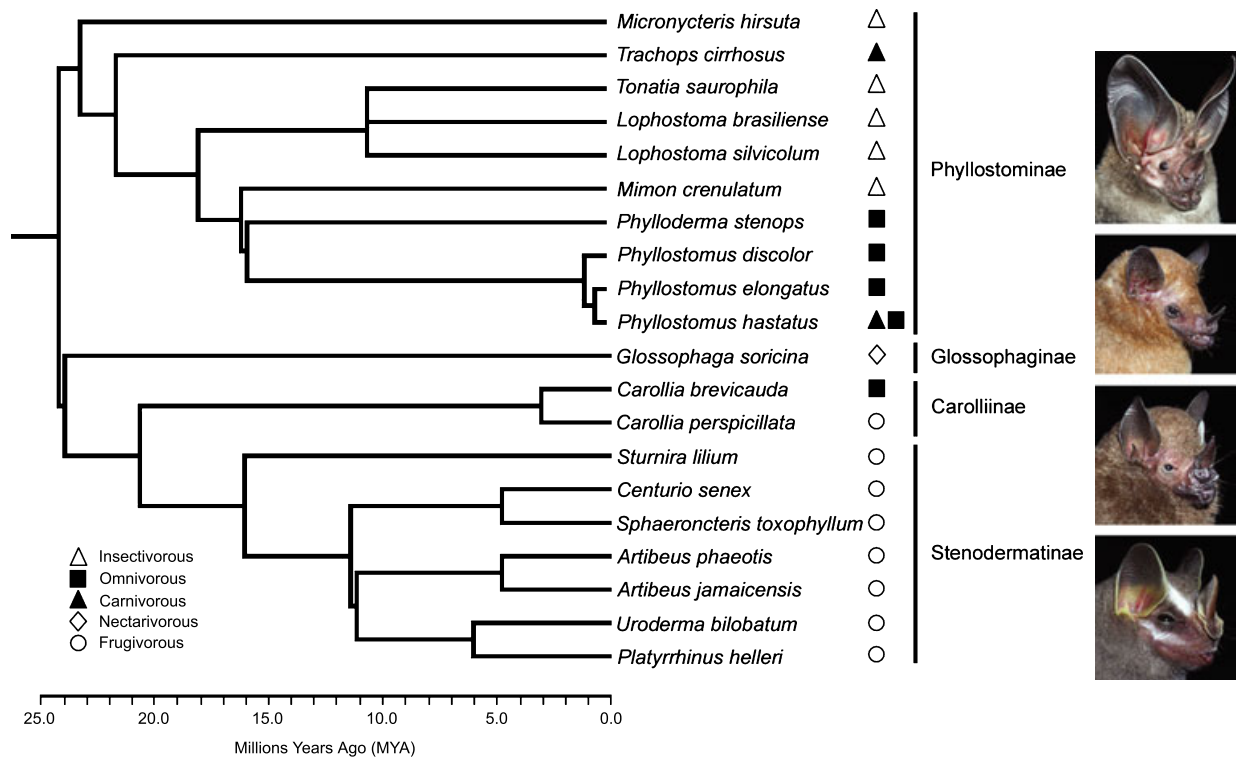 Micronycteris hirsuta
Trachops cirrhosus
Tonatia saurophila
Lophostoma brasiliense
Lophostoma silvicolum
Mimon crenulatum
Phylloderma stenops
Phyllostomus discolor
Phyllostomus elongatus
Phyllostomus hastatus
Glossophaga soricina
Carollia brevicauda
Carollia perspicillata
Sturnira lilium
Centurio senex
Sphaeroncteris toxophyllum
Artibeus phaeotis
Artibeus jamaicensis
Uroderma bilobatum
Platyrrhinus helleri
Phyllostominae
Glossophaginae
Carolliinae
Stenodermatinae
Insectivorous
Omnivorous
Carnivorous
Nectarivorous
Frugivorous
25.0 20.0 15.0 10.0 5.0 0.0
Millions Years Ago (MYA)